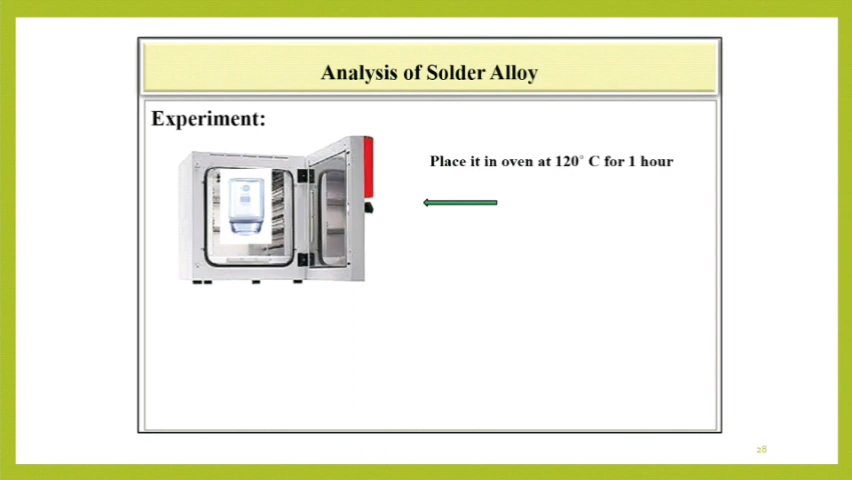 Analysis of Solder Alloy
Experiment:
Place it in oven at 120° C for 1 hour
28